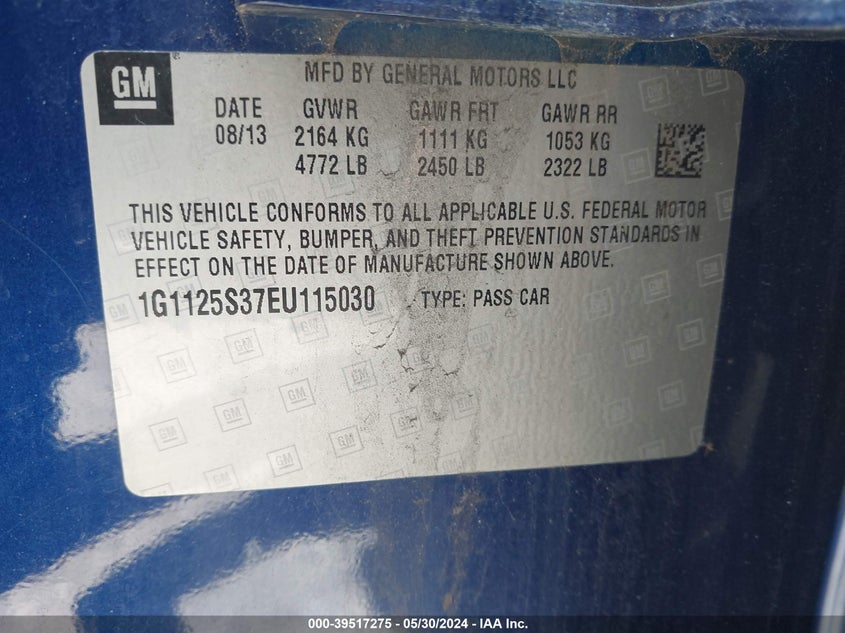 GM
MFD BY GENERAL MOTORS LLC
DATE GVWR GAWR FRT GAWR RR
08/13 2164 KG 1111 KG 1053 KG
4772 LB 2450 LB 2322 LB
THIS VEHICLE CONFORMS TO ALL APPLICABLE U.S. FEDERAL MOTOR
VEHICLE SAFETY, BUMPER, AND THEFT PREVENTION STANDARDS IN
EFFECT ON THE DATE OF MANUFACTURE SHOWN ABOVE.
1G1125S37EU115030 TYPE: PASS CAR
000-39517275 - 05/30/2024 - IAA Inc.